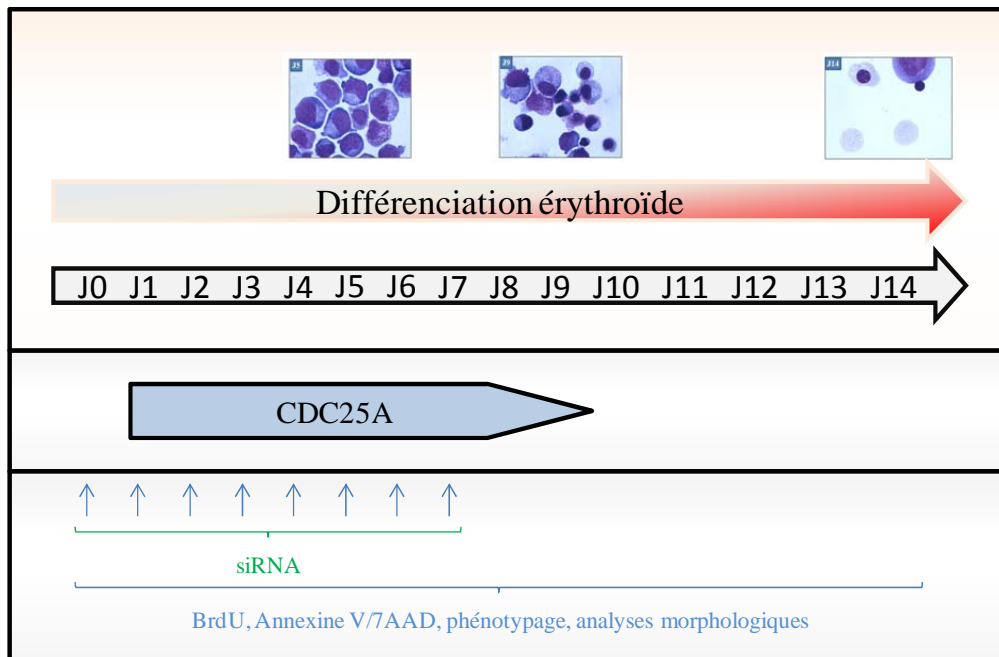 J5
J9
J14
Différenciation érythroïde
J0 J1 J2 J3 J4 J5 J6 J7 J8 J9 J10 J11 J12 J13 J14
CDC25A
siRNA
BrdU, Annexine V/7AAD, phénotypage, analyses morphologiques